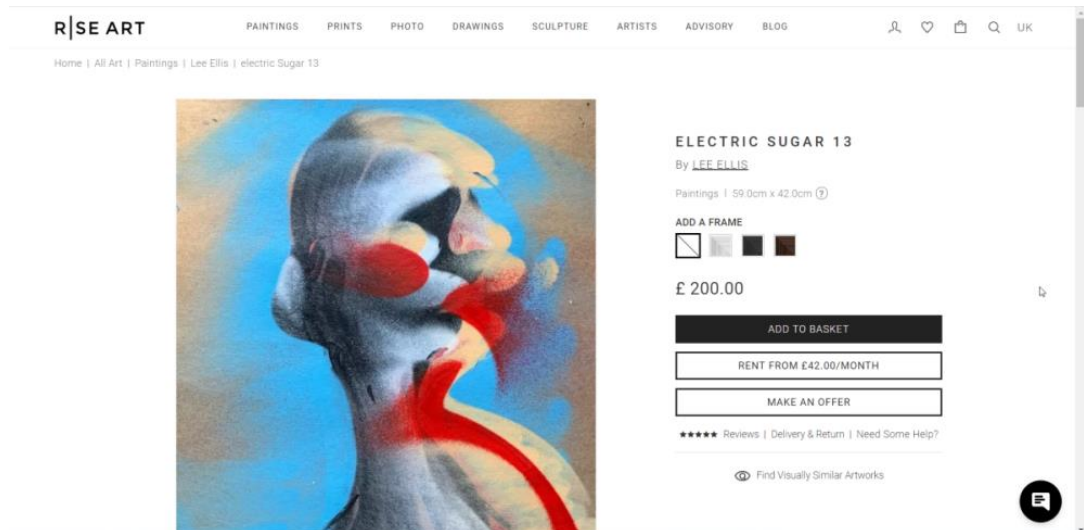 R|SE ART
PAINTINGS PRINTS PHOTO DRAWINGS SCULPTURE ARTISTS ADVISORY BLOG UK
Home | All Art | Paintings | Lee Ellis | electric Sugar 13
ELECTRIC SUGAR 13
By LEE ELLIS
Paintings | 59.0cm x 42.0cm ?
ADD A FRAME
£ 200.00
ADD TO BASKET
RENT FROM £42.00/MONTH
MAKE AN OFFER
★★★★★ Reviews | Delivery & Return | Need Some Help?
Find Visually Similar Artworks